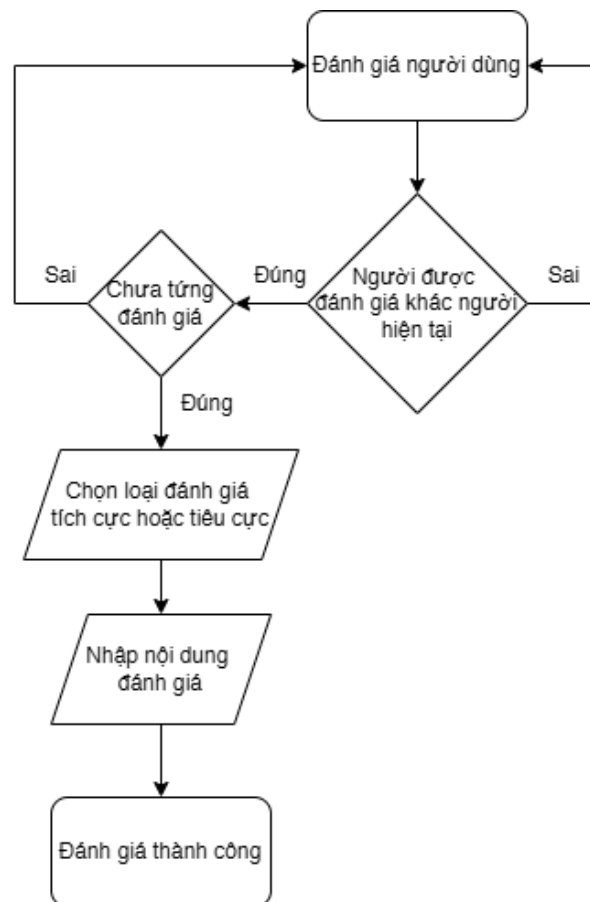 Đánh giá người dùng
Người được
đánh giá khác người
hiện tại
Sai
Đúng
Chưa từng
đánh giá
Sai
Đúng
Chọn loại đánh giá
tích cực hoặc tiêu cực
Nhập nội dung
đánh giá
Đánh giá thành công